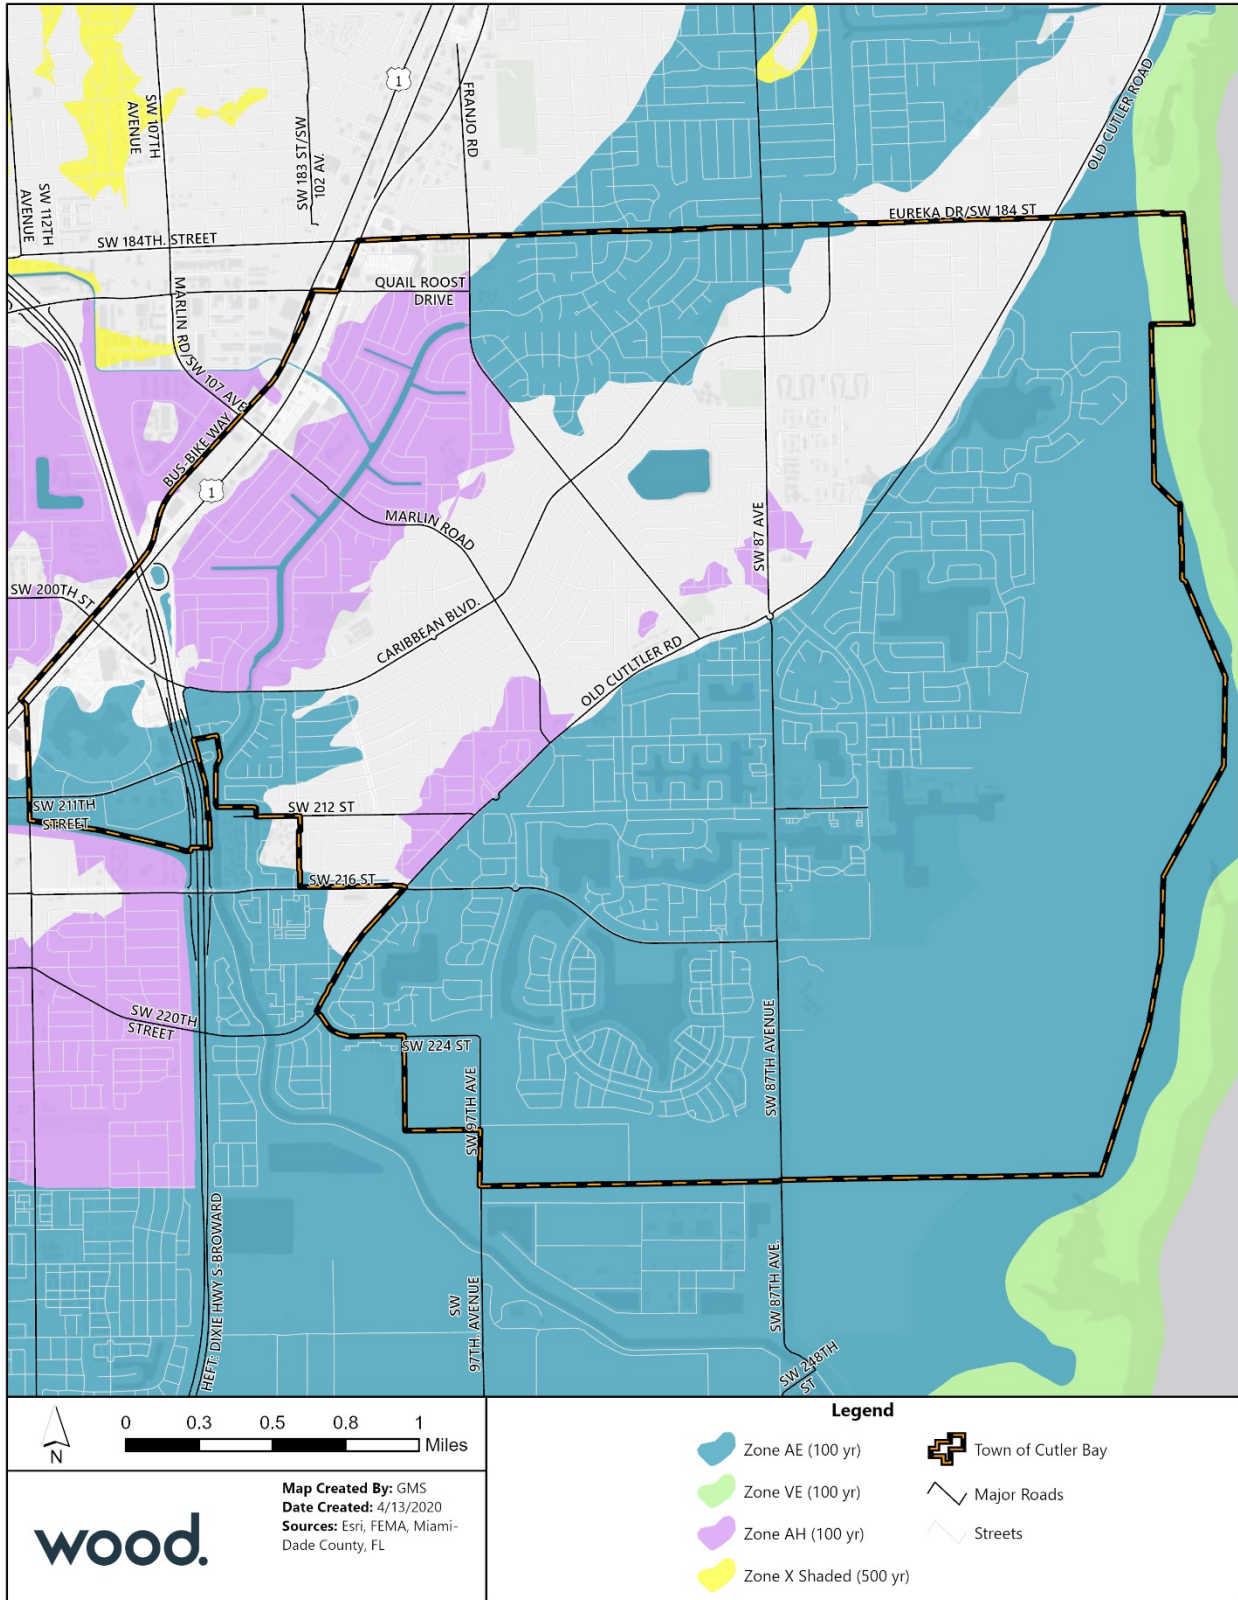 1
FRANJO RD
SW 107TH
AVENUE
SW 183 ST/SW
102 AV.
OLD CUTLER ROAD
SW 112TH
AVENUE
EUREKA DR/SW 184 ST
SW 184TH. STREET
QUAIL ROOST
DRIVE
MARLIN RD/SW 107 AVE
BUS-BIKE WAY
1
MARLIN ROAD
SW 87 AVE
SW 200TH ST
CARIBBEAN BLVD.
OLD CUTLTLER RD
SW 211TH
STREET
SW 212 ST
SW 216 ST
SW 220TH
STREET
SW 224 ST
SW 97TH AVE
SW 87TH AVENUE
HEFT: DIXIE HWY S-BROWARD
SW
97TH. AVENUE
SW 87TH AVE.
SW 248TH
ST
N
0 0.3 0.5 0.8 1
Miles
wood.
Map Created By: GMS
Date Created: 4/13/2020
Sources: Esri, FEMA, Miami-
Dade County, FL
Legend
Zone AE (100 yr)
Zone VE (100 yr)
Zone AH (100 yr)
Zone X Shaded (500 yr)
Town of Cutler Bay
Major Roads
Streets